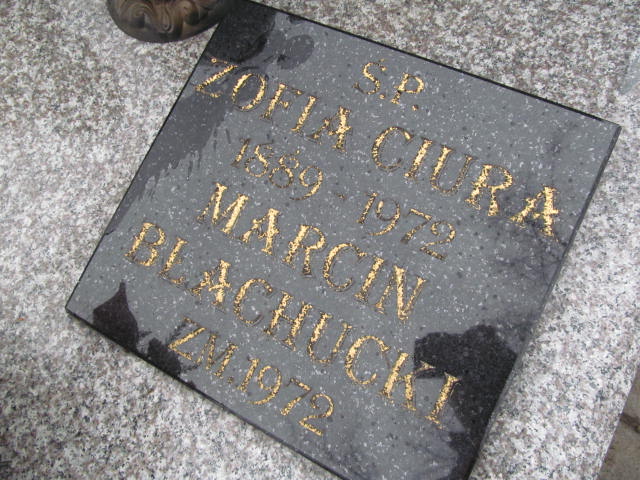 Ś.P.
ZOFIA CIURA
1889 - 1972
MARCIN
BLACHUCKI
ZM.1972